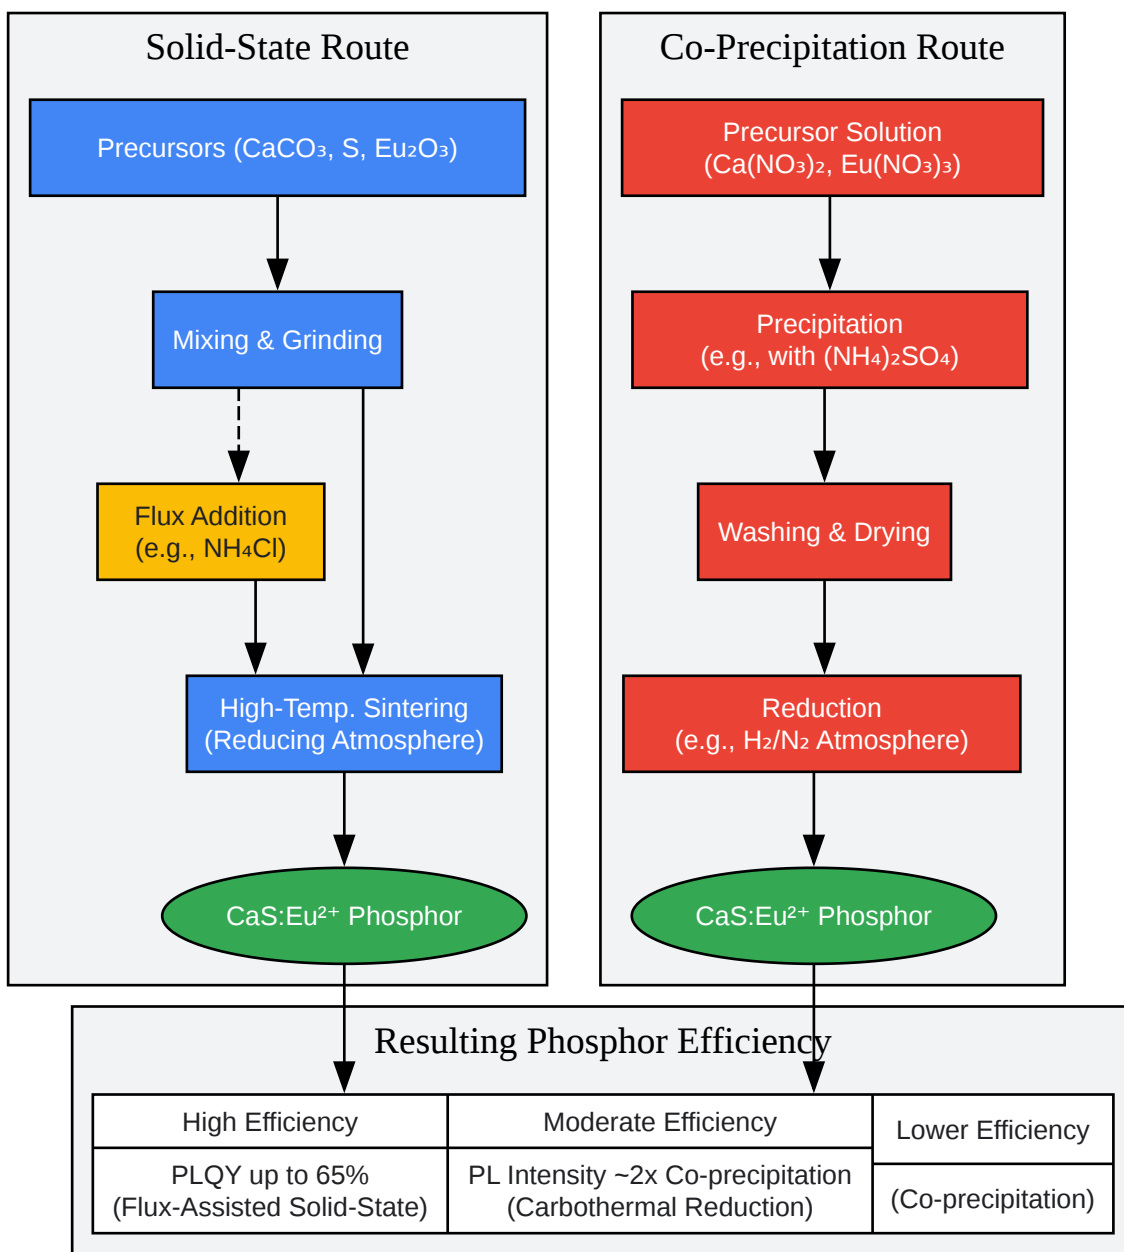 Solid-State Route
Precursors (CaCO₃, S, Eu₂O₃)
Mixing & Grinding
Flux Addition
(e.g., NH₄Cl)
High-Temp. Sintering
(Reducing Atmosphere)
CaS:Eu²⁺ Phosphor
Co-Precipitation Route
Precursor Solution
(Ca(NO₃)₂, Eu(NO₃)₃)
Precipitation
(e.g., with (NH₄)₂SO₄)
Washing & Drying
Reduction
(e.g., H₂/N₂ Atmosphere)
CaS:Eu²⁺ Phosphor
Resulting Phosphor Efficiency
High Efficiency
PLQY up to 65%
(Flux-Assisted Solid-State)
Moderate Efficiency
PL Intensity ~2x Co-precipitation
(Carbothermal Reduction)
Lower Efficiency
(Co-precipitation)